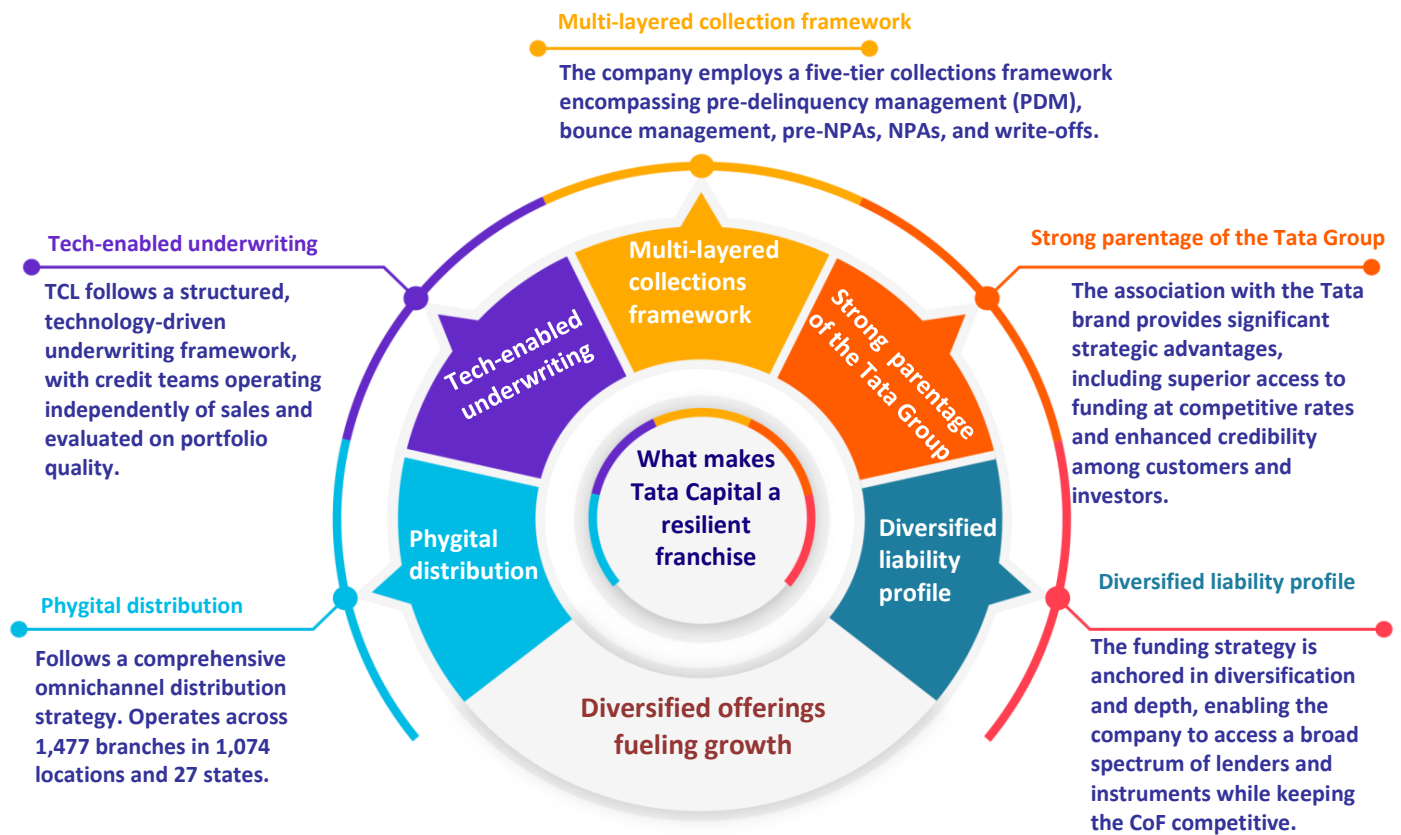 Multi-layered collection framework
The company employs a five-tier collections framework
encompassing pre-delinquency management (PDM),
bounce management, pre-NPAs, NPAs, and write-offs.
Tech-enabled underwriting
TCL follows a structured,
technology-driven
underwriting framework,
with credit teams operating
independently of sales and
evaluated on portfolio
quality.
Strong parentage of the Tata Group
The association with the Tata
brand provides significant
strategic advantages,
including superior access to
funding at competitive rates
and enhanced credibility
among customers and
investors.
Multi-layered
collections
framework
Tech-enabled
underwriting
Strong parentage
of the Tata Group
What makes
Tata Capital a
resilient
franchise
Phygital
distribution
Diversified
liability
profile
Diversified offerings
fueling growth
Phygital distribution
Follows a comprehensive
omnichannel distribution
strategy. Operates across
1,477 branches in 1,074
locations and 27 states.
Diversified liability profile
The funding strategy is
anchored in diversification
and depth, enabling the
company to access a broad
spectrum of lenders and
instruments while keeping
the CoF competitive.